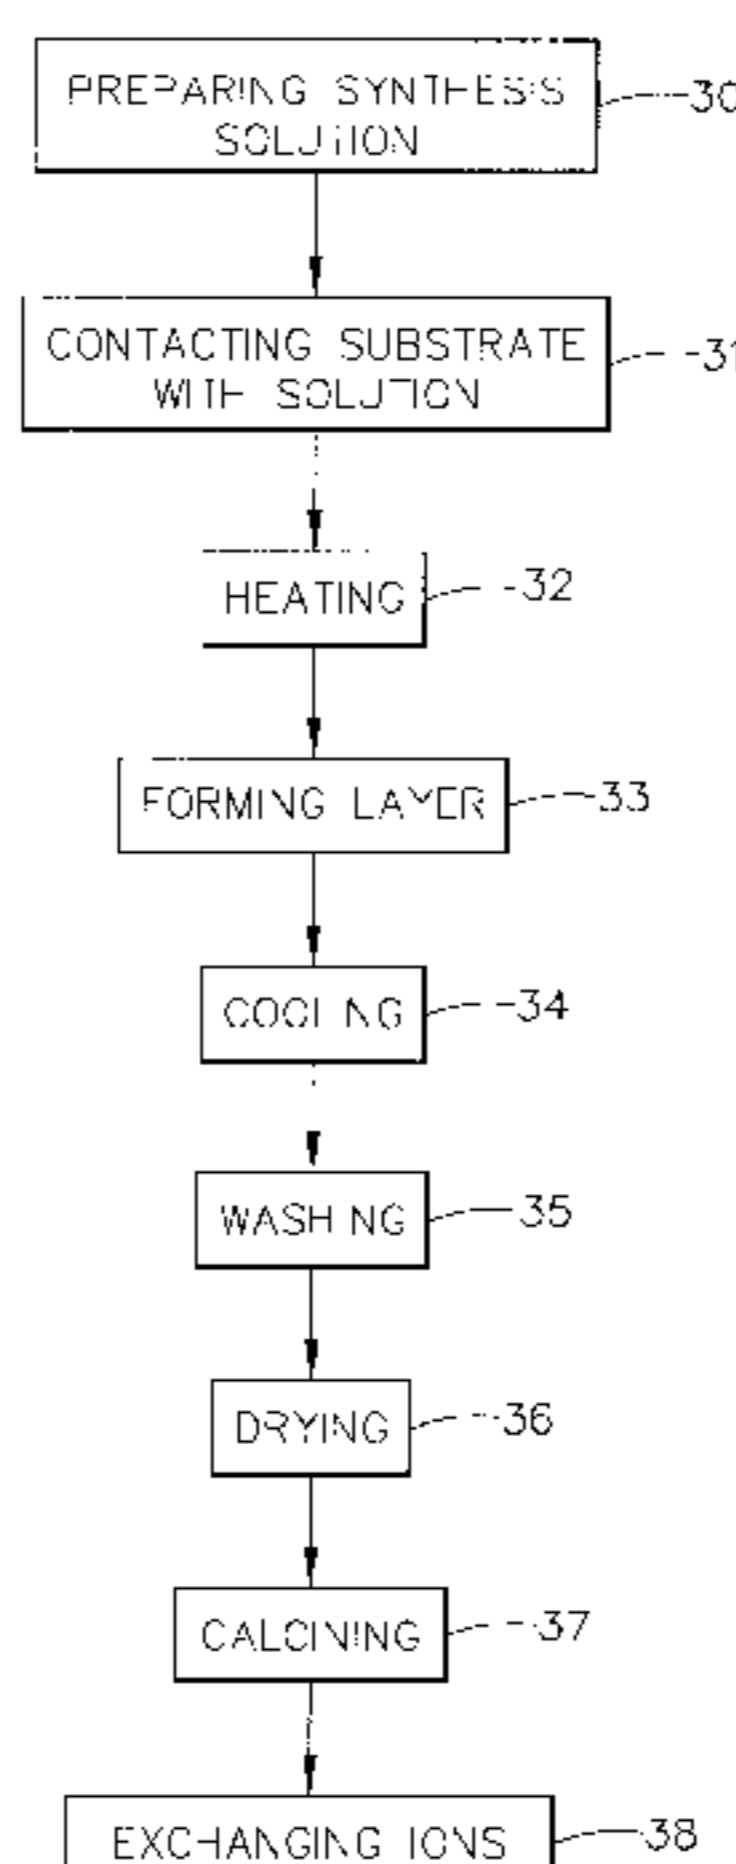 PREPARING SYNTHESIS
SOLUTION
30
CONTACTING SUBSTRATE
WITH SOLUTION
31
HEATING
32
FORMING LAYER
33
COOLING
34
WASHING
35
DRYING
36
CALCINING
37
EXCHANGING IONS
38